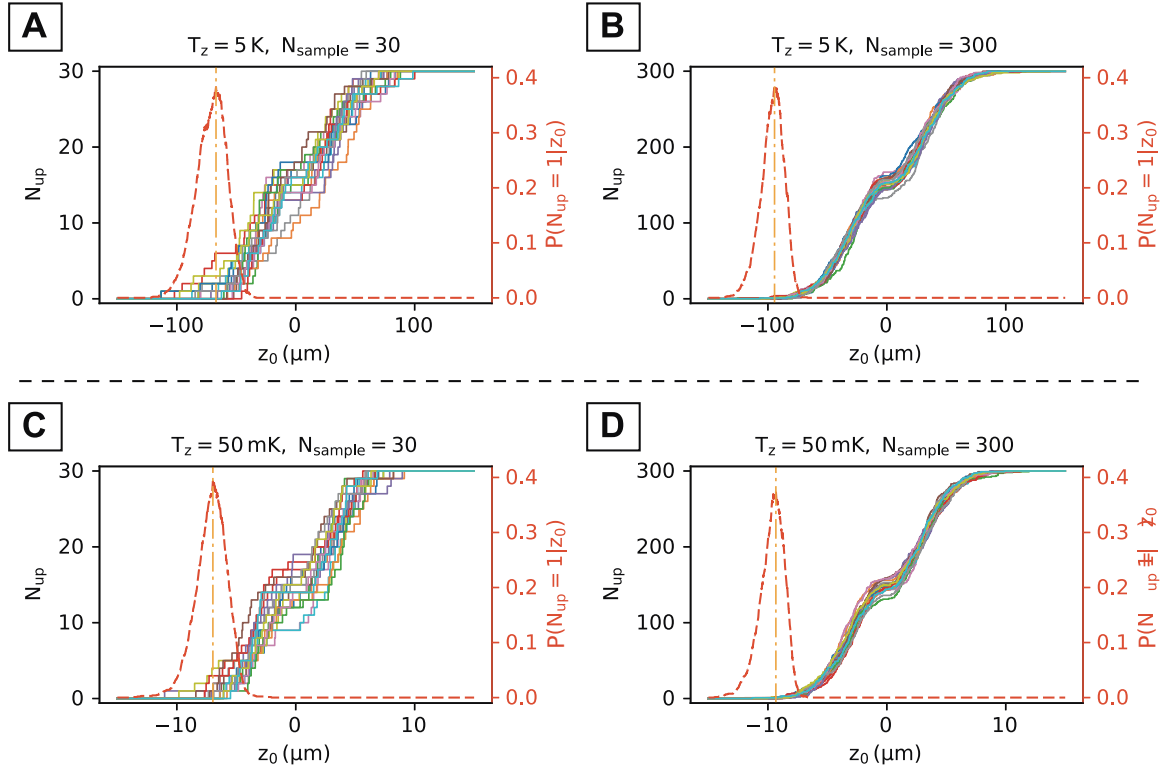 A
T_z = 5 K, N_sample = 30
N_up
30
20
10
0
−100
0
100
z_0 (μm)
0.4
0.3
0.2
0.1
0.0
P(N_up = 1|z_0)
B
T_z = 5 K, N_sample = 300
N_up
300
200
100
0
−100
0
100
z_0 (μm)
0.4
0.3
0.2
0.1
0.0
P(N_up = 1|z_0)
C
T_z = 50 mK, N_sample = 30
N_up
30
20
10
0
−10
0
10
z_0 (μm)
0.4
0.3
0.2
0.1
0.0
P(N_up = 1|z_0)
D
T_z = 50 mK, N_sample = 300
N_up
300
200
100
0
−10
0
10
z_0 (μm)
0.4
0.3
0.2
0.1
0.0
P(N up